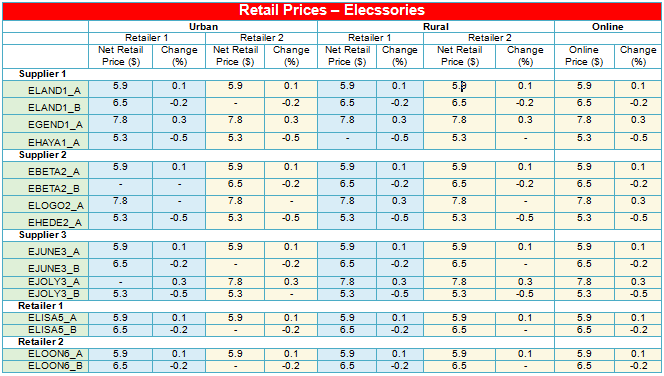 Retail Prices – Elecssories
Urban Rural Online
Retailer 1 Retailer 2 Retailer 1 Retailer 2
Net Retail Change Net Retail Change Net Retail Change Net Retail Change Online Change
Price ($) (%) Price ($) (%) Price ($) (%) Price ($) (%) Price ($) (%)
Supplier 1
ELAND1_A 5.9 0.1 5.9 0.1 5.9 0.1 5.9 0.1 5.9 0.1
ELAND1_B 6.5 -0.2 - -0.2 6.5 -0.2 6.5 -0.2 6.5 -0.2
EGEND1_A 7.8 0.3 7.8 0.3 7.8 0.3 7.8 0.3 7.8 0.3
EHAYA1_A 5.3 -0.5 5.3 -0.5 - -0.5 5.3 - 5.3 -0.5
Supplier 2
EBETA2_A 5.9 0.1 5.9 0.1 5.9 0.1 5.9 0.1 5.9 0.1
EBETA2_B - - 6.5 -0.2 6.5 -0.2 6.5 -0.2 6.5 -0.2
ELOGO2_A 7.8 - 7.8 - 7.8 0.3 7.8 - 7.8 0.3
EHEDE2_A 5.3 -0.5 5.3 -0.5 5.3 -0.5 5.3 -0.5 5.3 -0.5
Supplier 3
EJUNE3_A 5.9 0.1 5.9 0.1 5.9 0.1 5.9 0.1 5.9 0.1
EJUNE3_B 6.5 -0.2 - -0.2 6.5 -0.2 6.5 - 6.5 -0.2
EJOLY3_A - 0.3 7.8 0.3 7.8 0.3 7.8 0.3 7.8 0.3
EJOLY3_B 5.3 -0.5 5.3 - 5.3 -0.5 5.3 -0.5 5.3 -0.5
Retailer 1
ELISA5_A 5.9 0.1 5.9 0.1 5.9 0.1 5.9 0.1 5.9 0.1
ELISA5_B 6.5 -0.2 - -0.2 6.5 -0.2 6.5 - 6.5 -0.2
Retailer 2
ELOON6_A 5.9 0.1 5.9 0.1 5.9 0.1 5.9 0.1 5.9 0.1
ELOON6_B 6.5 -0.2 - -0.2 6.5 -0.2 6.5 - 6.5 -0.2